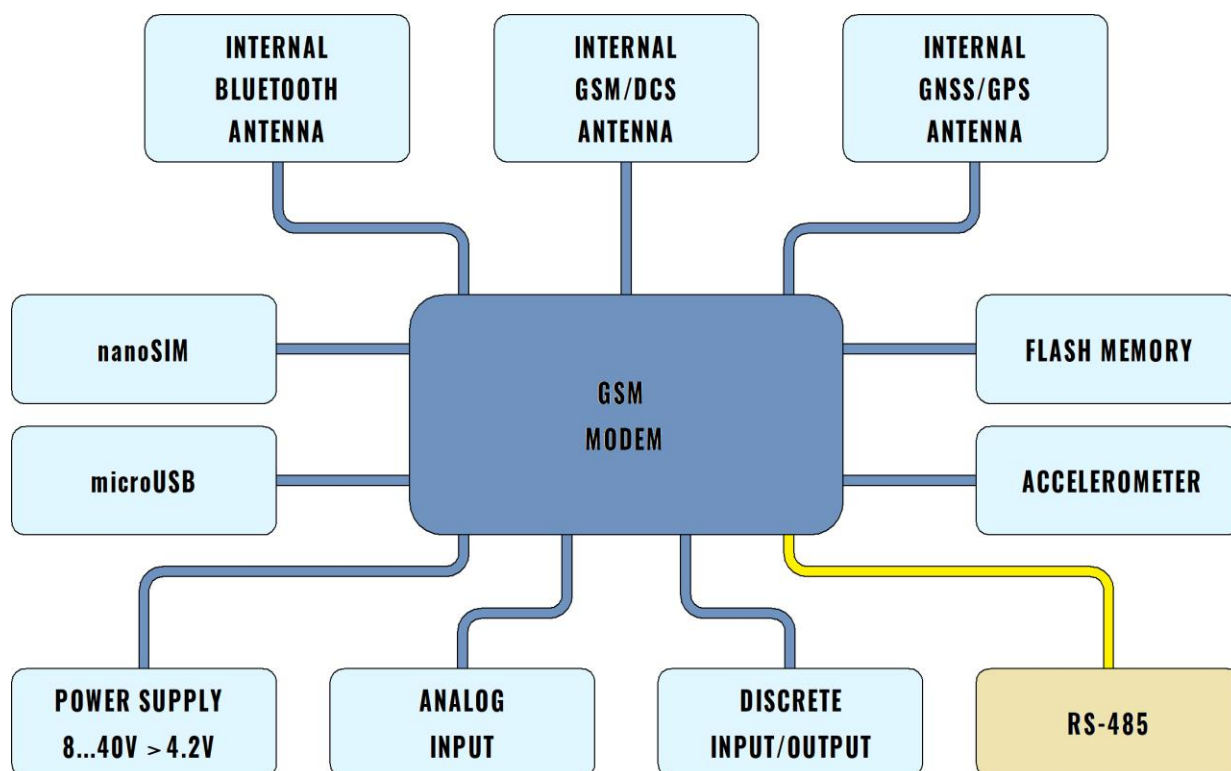 INTERNAL
BLUETOOTH
ANTENNA
INTERNAL
GSM/DCS
ANTENNA
INTERNAL
GNSS/GPS
ANTENNA
nanoSIM
GSM
MODEM
FLASH MEMORY
microUSB
ACCELEROMETER
POWER SUPPLY
8...40V > 4.2V
ANALOG
INPUT
DISCRETE
INPUT/OUTPUT
RS-485